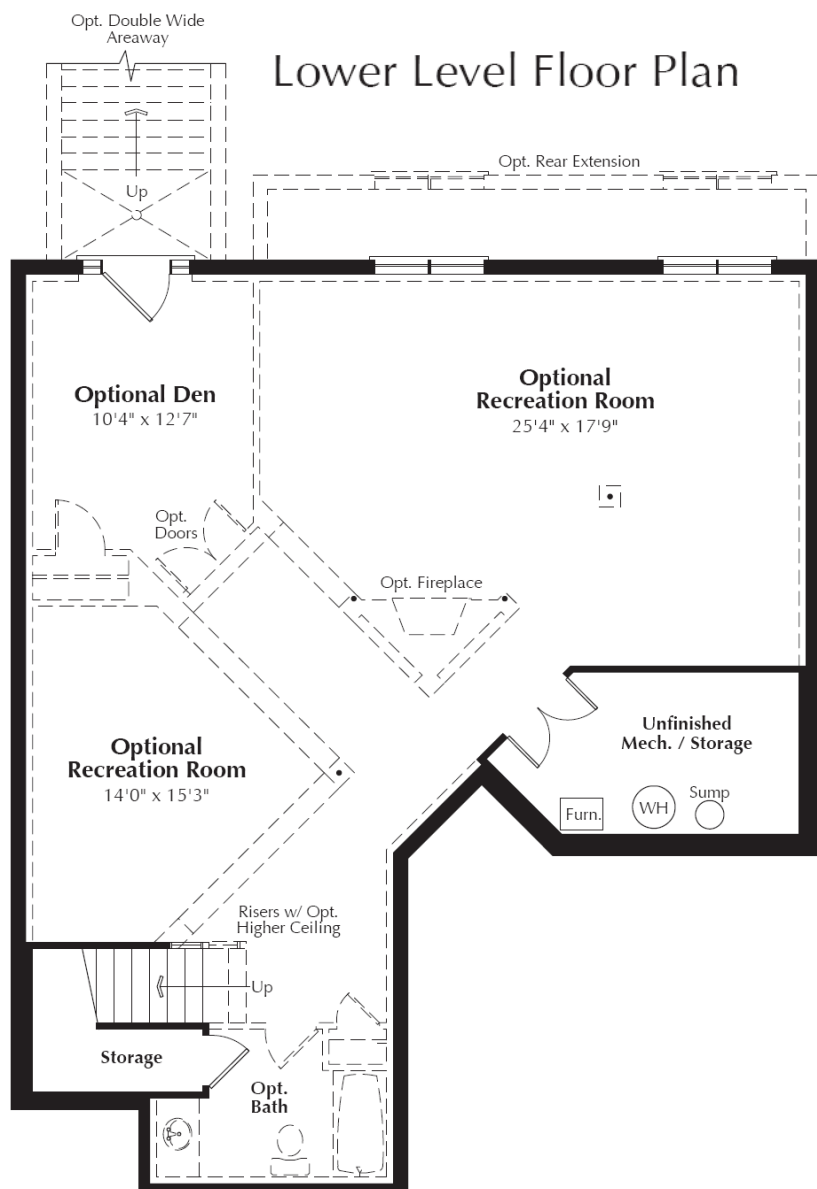 Opt. Double Wide
Areaway
Lower Level Floor Plan
Up
Opt. Rear Extension
Optional Den
10'4" x 12'7"
Optional
Recreation Room
25'4" x 17'9"
Opt.
Doors
Opt. Fireplace
Optional
Recreation Room
14'0" x 15'3"
Unfinished
Mech. / Storage
Furn.
WH
Sump
Risers w/ Opt.
Higher Ceiling
Up
Storage
Opt.
Bath